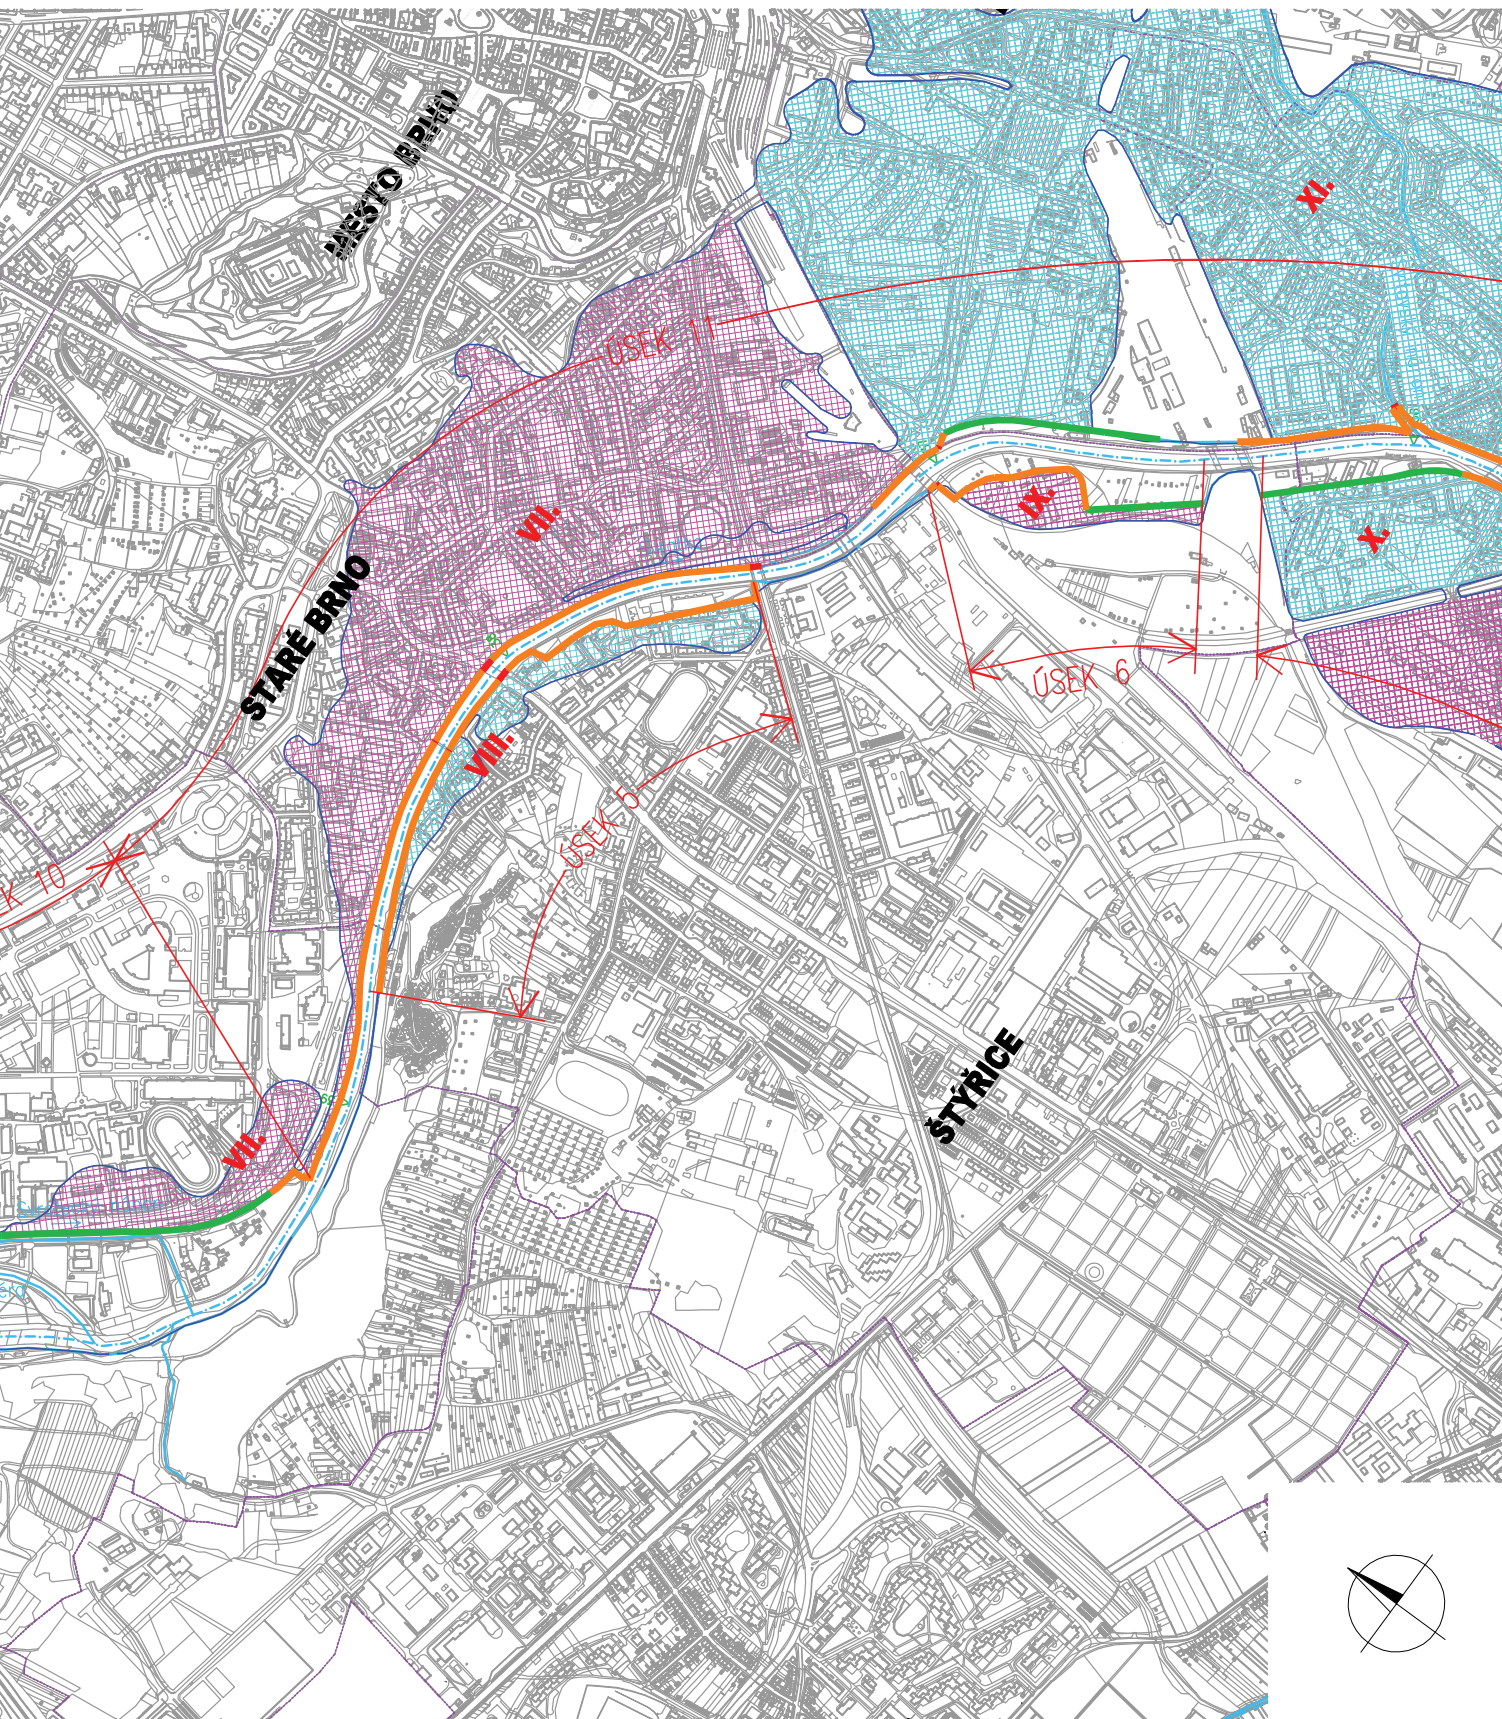 MĚSTO BRNO
XI.
ÚSEK 11
VII.
IX.
X.
STARÉ BRNO
ÚSEK 6
VIII.
ÚSEK 5
K 10
ŠTÝŘICE
VII.